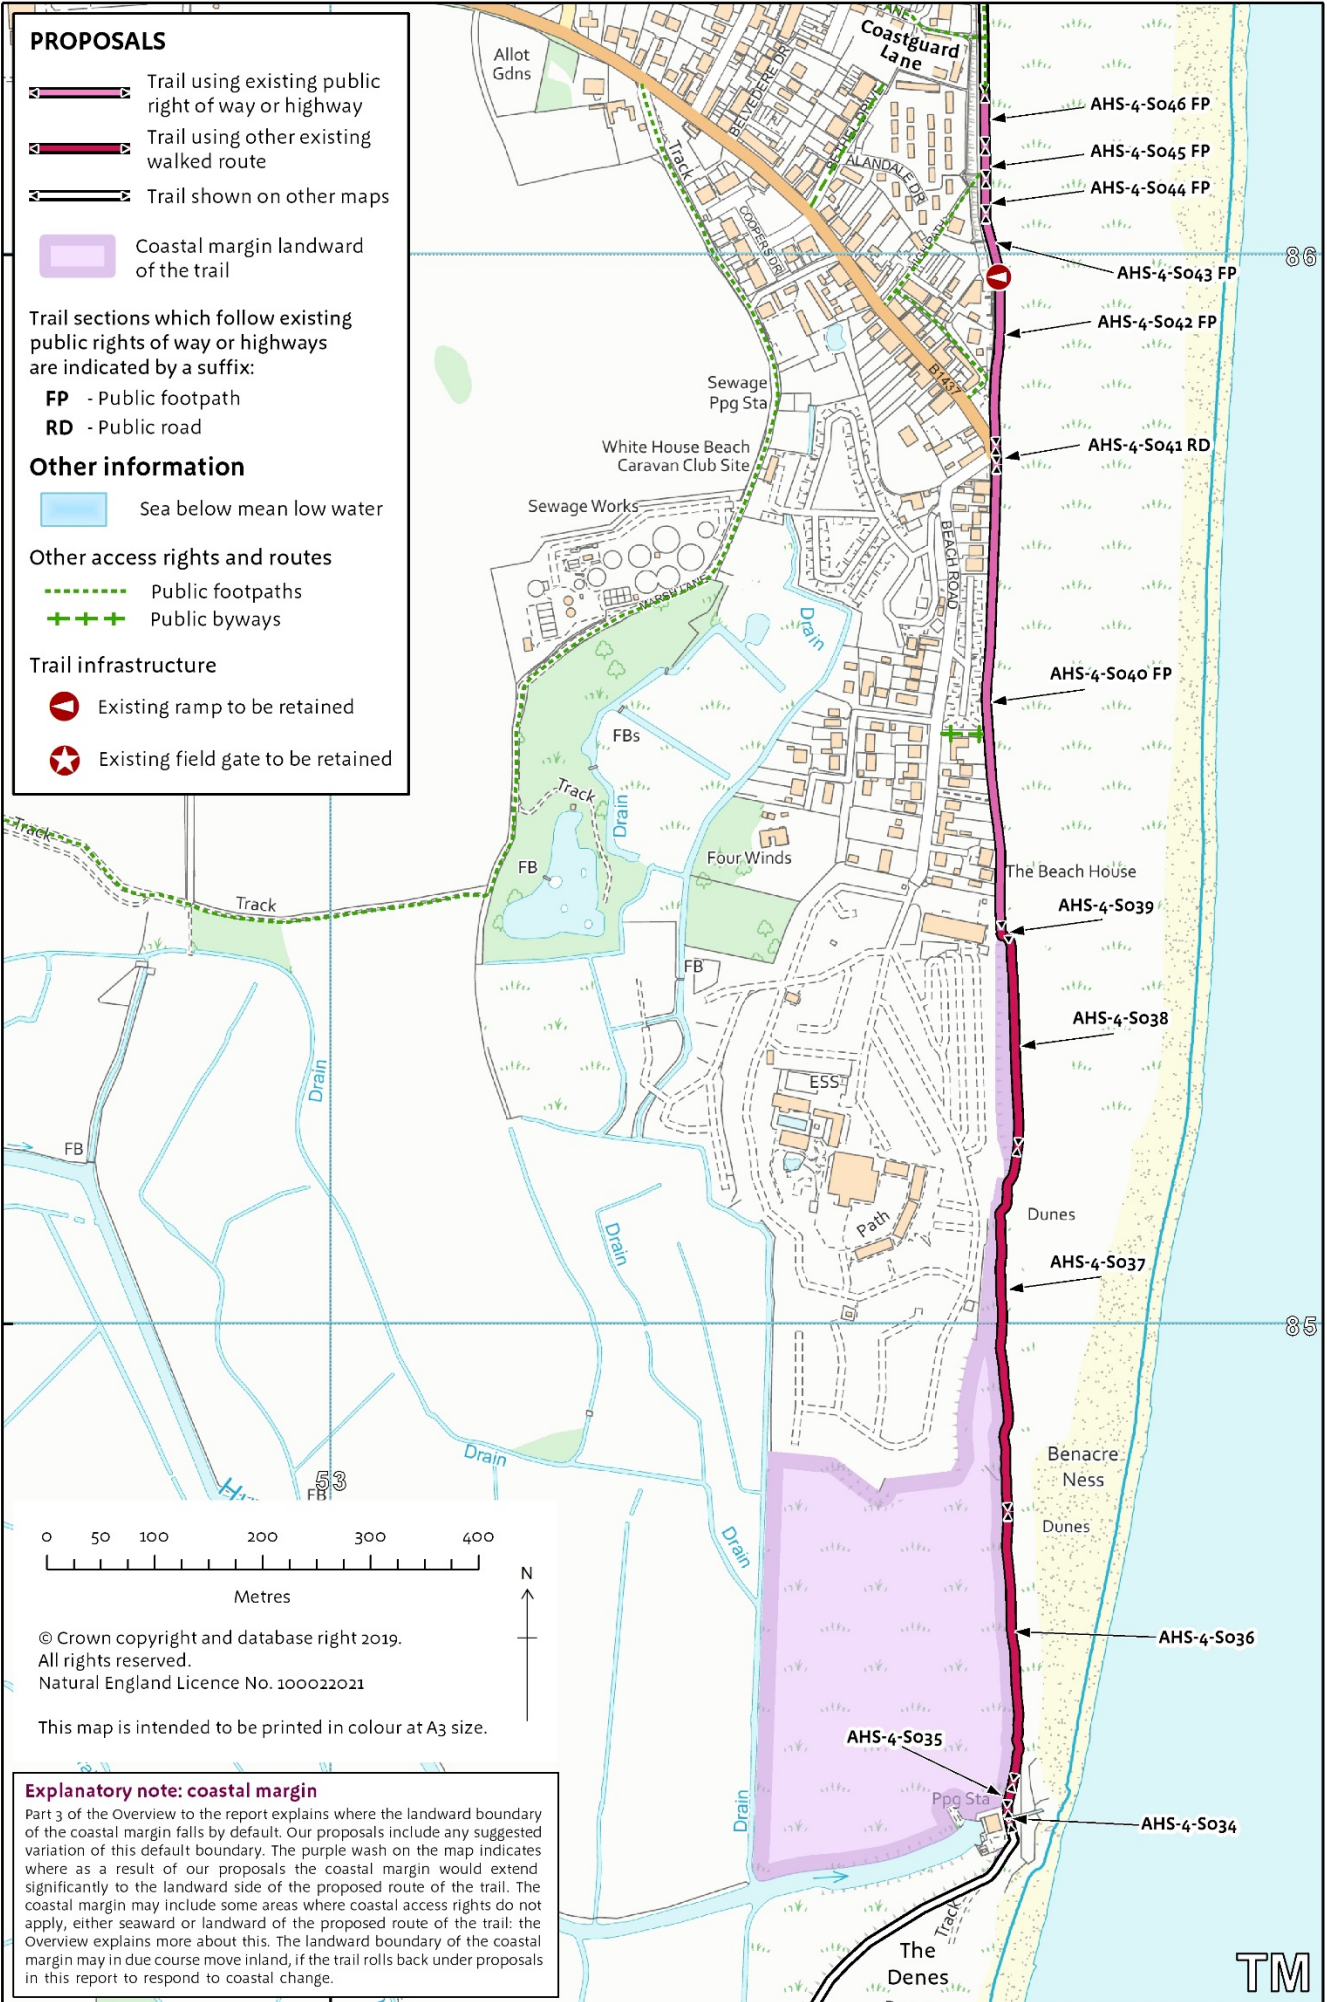 PROPOSALS
Trail using existing public
right of way or highway
Trail using other existing
walked route
Trail shown on other maps
Coastal margin landward
of the trail
Trail sections which follow existing
public rights of way or highways
are indicated by a suffix:
FP - Public footpath
RD - Public road
Other information
Sea below mean low water
Other access rights and routes
Public footpaths
Public byways
Trail infrastructure
Existing ramp to be retained
Existing field gate to be retained
Allot
Gdns
Track
BELVEDERE DR
BETHEL DRIVE
Coastguard
Lane
ALANDALE DR
COOPERS DR
HIGH PATH
B1437
AHS-4-S046 FP
AHS-4-S045 FP
AHS-4-S044 FP
86
AHS-4-S043 FP
AHS-4-S042 FP
AHS-4-S041 RD
Sewage
Ppg Sta
White House Beach
Caravan Club Site
Sewage Works
MARSH LANE
BEACH ROAD
Drain
AHS-4-S040 FP
FBs
Track
Drain
FB
Four Winds
The Beach House
Track
Track
AHS-4-S039
FB
AHS-4-S038
Drain
ESS
FB
Path
Dunes
Drain
AHS-4-S037
85
Drain
Benacre
Ness
53
FB
Dunes
Drain
0 50 100 200 300 400
Metres
N
© Crown copyright and database right 2019.
All rights reserved.
Natural England Licence No. 100022021
This map is intended to be printed in colour at A3 size.
AHS-4-S036
AHS-4-S035
Ppg Sta
AHS-4-S034
Drain
Explanatory note: coastal margin
Part 3 of the Overview to the report explains where the landward boundary
of the coastal margin falls by default. Our proposals include any suggested
variation of this default boundary. The purple wash on the map indicates
where as a result of our proposals the coastal margin would extend
significantly to the landward side of the proposed route of the trail. The
coastal margin may include some areas where coastal access rights do not
apply, either seaward or landward of the proposed route of the trail: the
Overview explains more about this. The landward boundary of the coastal
margin may in due course move inland, if the trail rolls back under proposals
in this report to respond to coastal change.
Track
The
Denes
TM